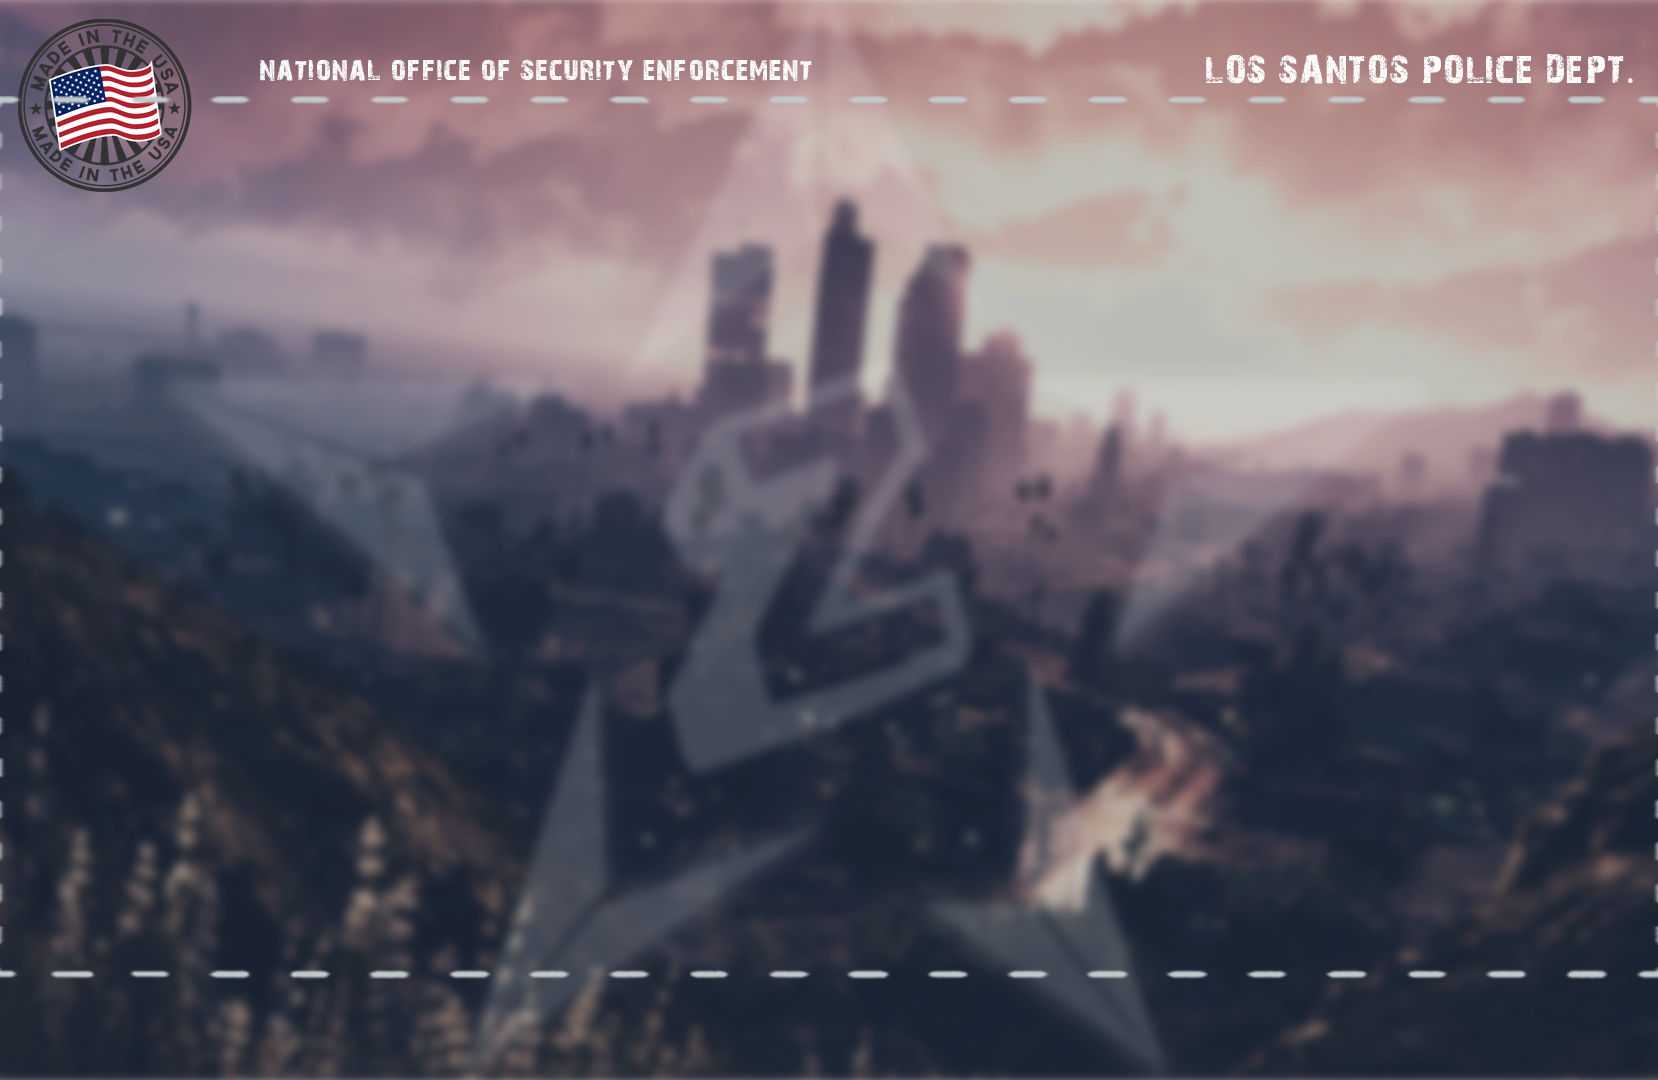 MADE IN THE USA
MADE IN THE USA
NATIONAL OFFICE OF SECURITY ENFORCEMENT
LOS SANTOS POLICE DEPT.